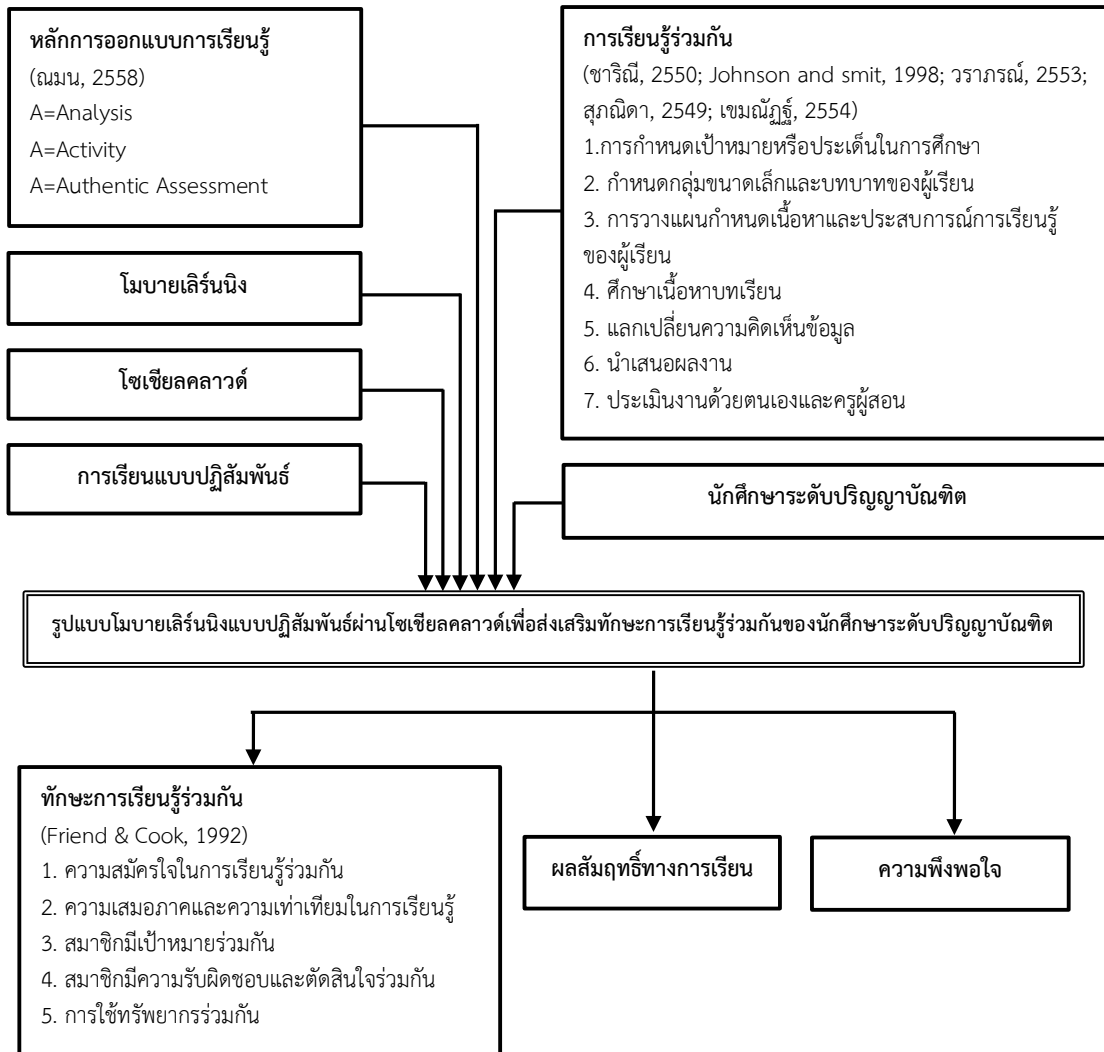 หลักการออกแบบการเรียนรู้
(ณมน, 2558)
A=Analysis
A=Activity
A=Authentic Assessment
โมบายเลิร์นนิง
โซเชียลคลาวด์
การเรียนแบบปฏิสัมพันธ์
การเรียนรู้ร่วมกัน
(ชาริณี, 2550; Johnson and smit, 1998; วราภรณ์, 2553;
สุภณิดา, 2549; เขมณัฏฐ์, 2554)
1.การกำหนดเป้าหมายหรือประเด็นในการศึกษา
2. กำหนดกลุ่มขนาดเล็กและบทบาทของผู้เรียน
3. การวางแผนกำหนดเนื้อหาและประสบการณ์การเรียนรู้
ของผู้เรียน
4. ศึกษาเนื้อหาบทเรียน
5. แลกเปลี่ยนความคิดเห็นข้อมูล
6. นำเสนอผลงาน
7. ประเมินงานด้วยตนเองและครูผู้สอน
นักศึกษาระดับปริญญาบัณฑิต
รูปแบบโมบายเลิร์นนิงแบบปฏิสัมพันธ์ผ่านโซเชียลคลาวด์เพื่อส่งเสริมทักษะการเรียนรู้ร่วมกันของนักศึกษาระดับปริญญาบัณฑิต
ทักษะการเรียนรู้ร่วมกัน
(Friend & Cook, 1992)
1. ความสมัครใจในการเรียนรู้ร่วมกัน
2. ความเสมอภาคและความเท่าเทียมในการเรียนรู้
3. สมาชิกมีเป้าหมายร่วมกัน
4. สมาชิกมีความรับผิดชอบและตัดสินใจร่วมกัน
5. การใช้ทรัพยากรร่วมกัน
ผลสัมฤทธิ์ทางการเรียน
ความพึงพอใจ